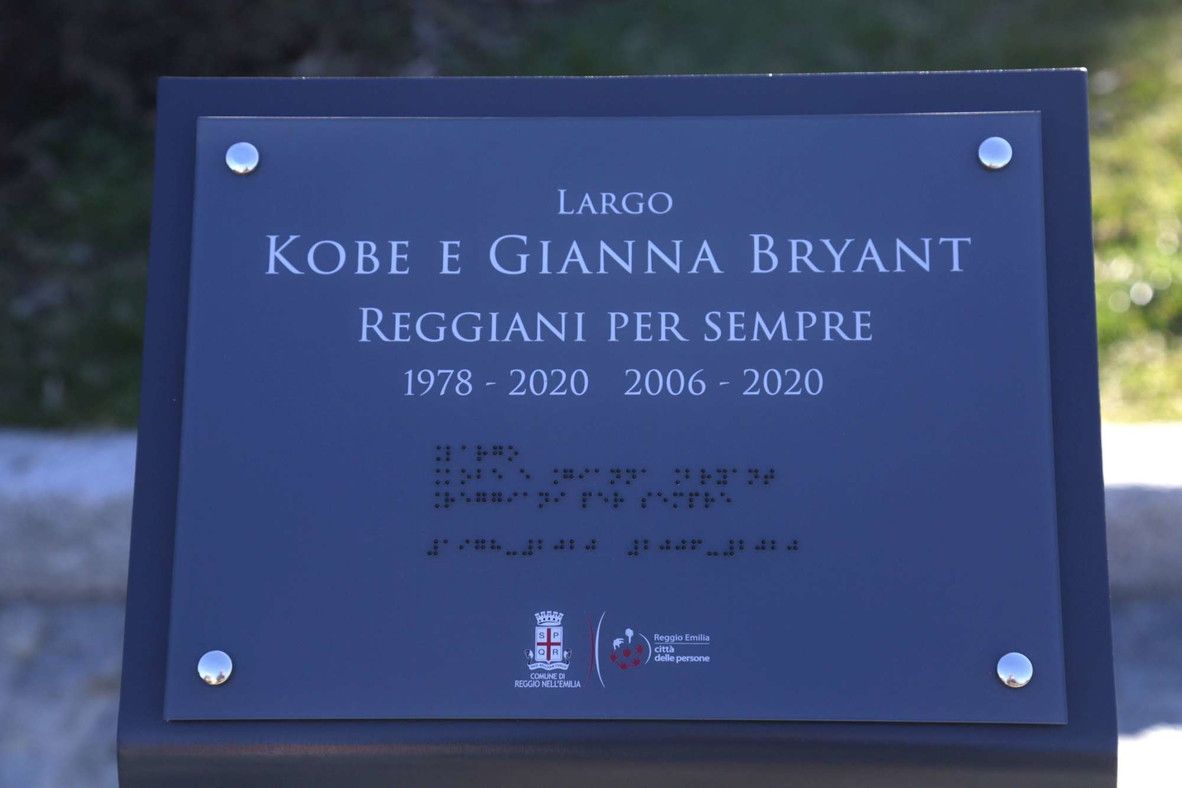 Largo
Kobe e Gianna Bryant
Reggiani per sempre
1978 - 2020 2006 - 2020
S P
Q R
Comune di
Reggio nell'Emilia
Reggio Emilia
città
delle persone